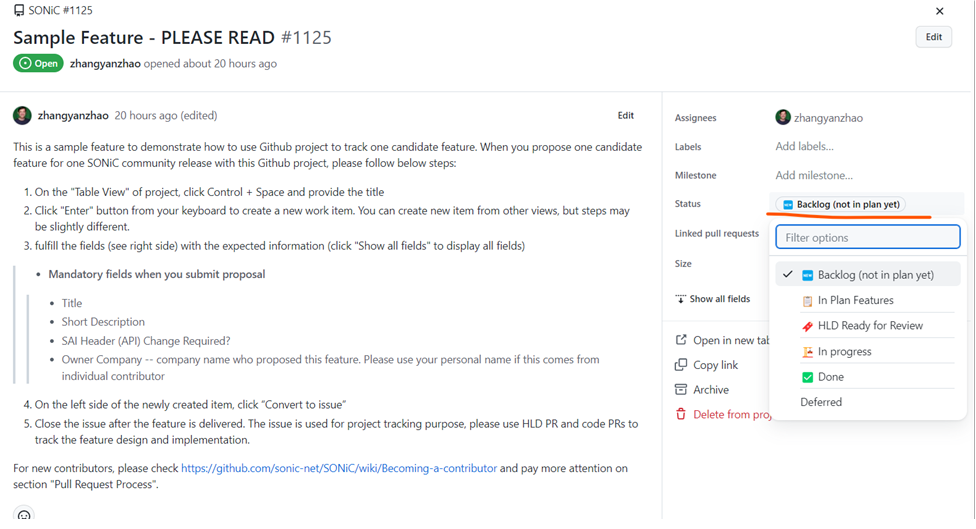 SONiC #1125
Sample Feature - PLEASE READ #1125
Edit
Open zhangyanzhao opened about 20 hours ago
zhangyanzhao 20 hours ago (edited)
Edit
This is a sample feature to demonstrate how to use Github project to track one candidate feature. When you propose one candidate
feature for one SONiC community release with this Github project, please follow below steps:
1. On the "Table View" of project, click Control + Space and provide the title
2. Click "Enter" button from your keyboard to create a new work item. You can create new item from other views, but steps may
be slightly different.
3. fulfill the fields (see right side) with the expected information (click "Show all fields" to display all fields)
• Mandatory fields when you submit proposal
• Title
• Short Description
• SAI Header (API) Change Required?
• Owner Company -- company name who proposed this feature. Please use your personal name if this comes from
individual contributor
4. On the left side of the newly created item, click "Convert to issue"
5. Close the issue after the feature is delivered. The issue is used for project tracking purpose, please use HLD PR and code PRs to
track the feature design and implementation.
For new contributors, please check https://github.com/sonic-net/SONiC/wiki/Becoming-a-contributor and pay more attention on
section "Pull Request Process".
Assignees
zhangyanzhao
Labels
Add labels...
Milestone
Add milestone...
Status
NEW Backlog (not in plan yet)
Linked pull requests
Size
Show all fields
Open in new tab
Copy link
Archive
Delete from proj
Filter options
NEW Backlog (not in plan yet)
In Plan Features
HLD Ready for Review
In progress
Done
Deferred